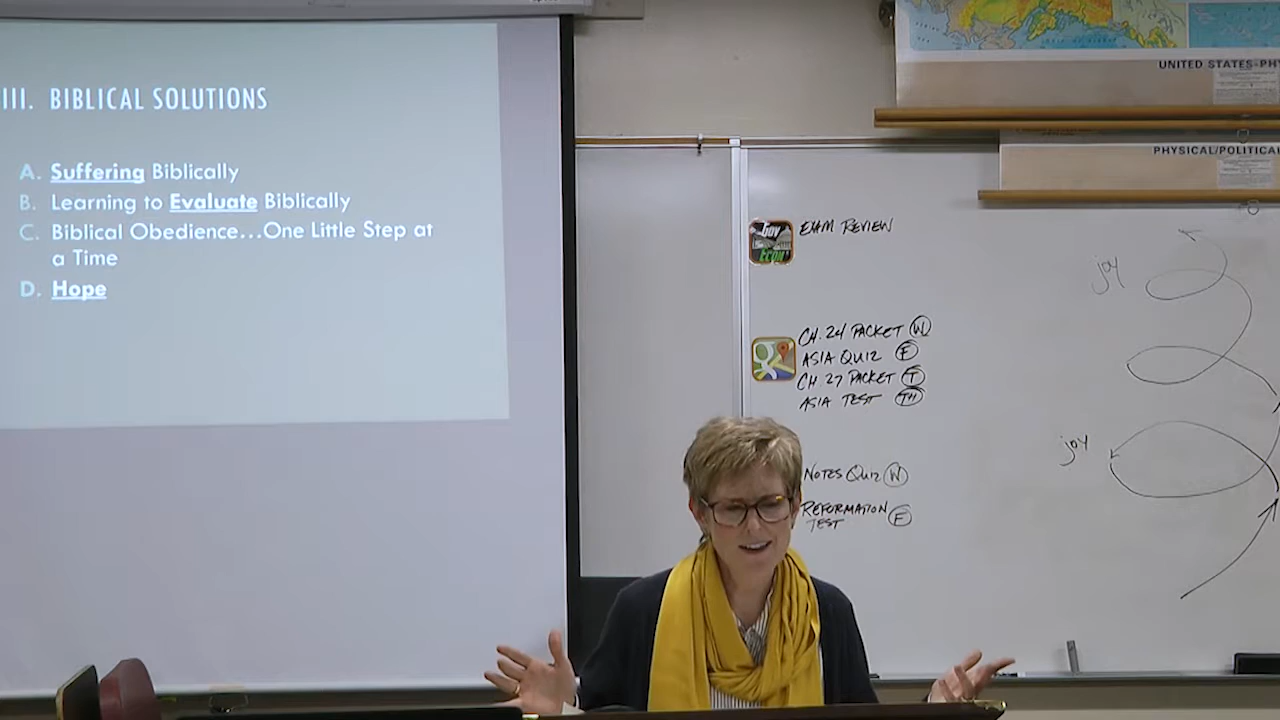 III. BIBLICAL SOLUTIONS
A. Suffering Biblically
B. Learning to Evaluate Biblically
C. Biblical Obedience...One Little Step at
a Time
D. Hope
UNITED STATES-PHY
PHYSICAL/POLITICAL
Gov
Econ
EXAM REVIEW
CH. 24 PACKET W
ASIA QUIZ F
CH 27 PACKET T
ASIA TEST TH
NOTES QUIZ W
REFORMATION F
TEST
joy
joy